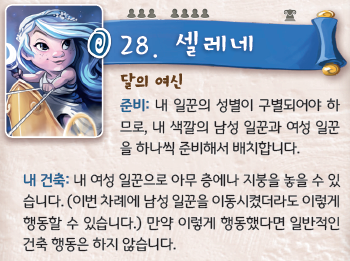 28. 셀레네
달의 여신
준비: 내 일꾼의 성별이 구별되어야 하
므로, 내 색깔의 남성 일꾼과 여성 일꾼
을 하나씩 준비해서 배치합니다.
내 건축: 내 여성 일꾼으로 아무 층에나 지붕을 놓을 수 있
습니다. (이번 차례에 남성 일꾼을 이동시켰더라도 이렇게
행동할 수 있습니다.) 만약 이렇게 행동했다면 일반적인
건축 행동은 하지 않습니다.